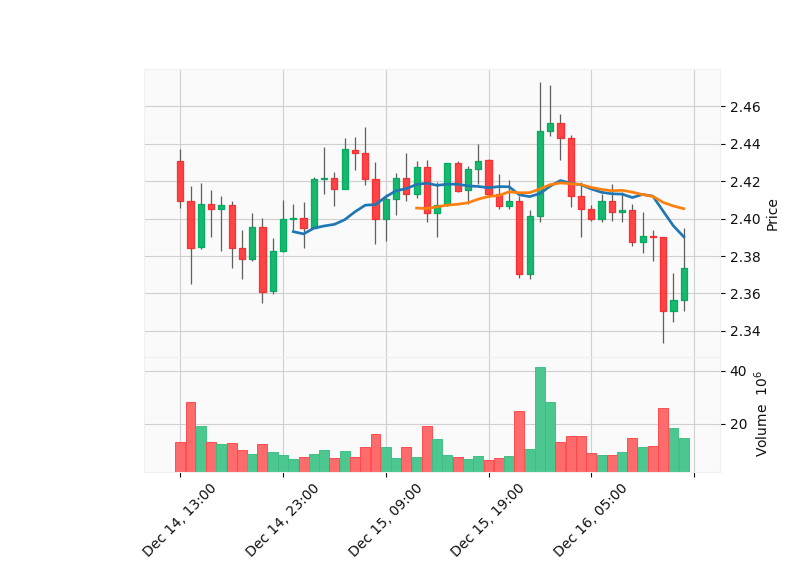 2.46
2.44
2.42
2.40
2.38
2.36
2.34
Price
40
20
Volume 10⁶
Dec 14, 13:00
Dec 14, 23:00
Dec 15, 09:00
Dec 15, 19:00
Dec 16, 05:00